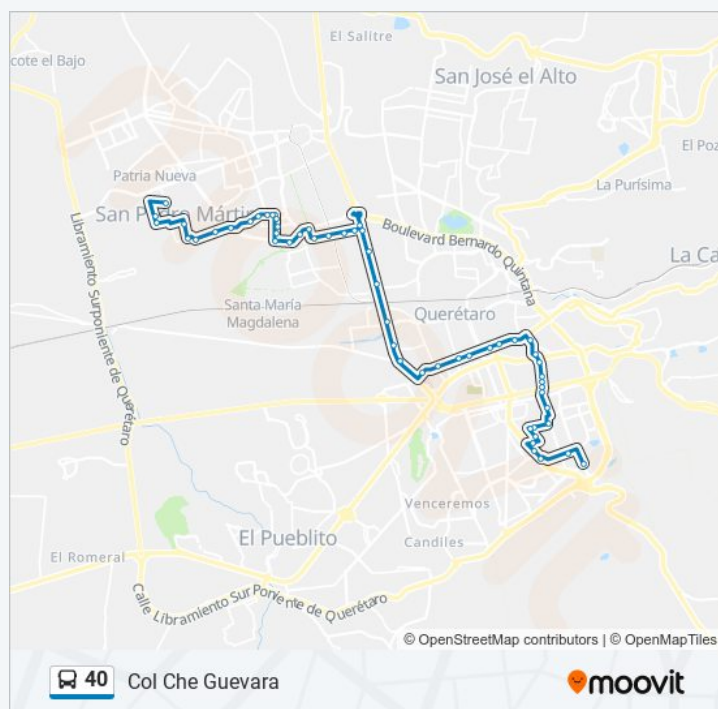 El Salitre
cote el Bajo
San José el Alto
El Poz
Patria Nueva
La Purísima
San Pedro Mártir
Boulevard Bernardo Quintana
La Ca
Libramiento Surponiente de Querétaro
Santa María
Magdalena
Querétaro
Venceremos
El Pueblito
Candiles
El Romeral
Calle Libramiento Sur Poniente de Querétaro
© OpenStreetMap contributors | © OpenMapTiles
40 Col Che Guevara
moovit